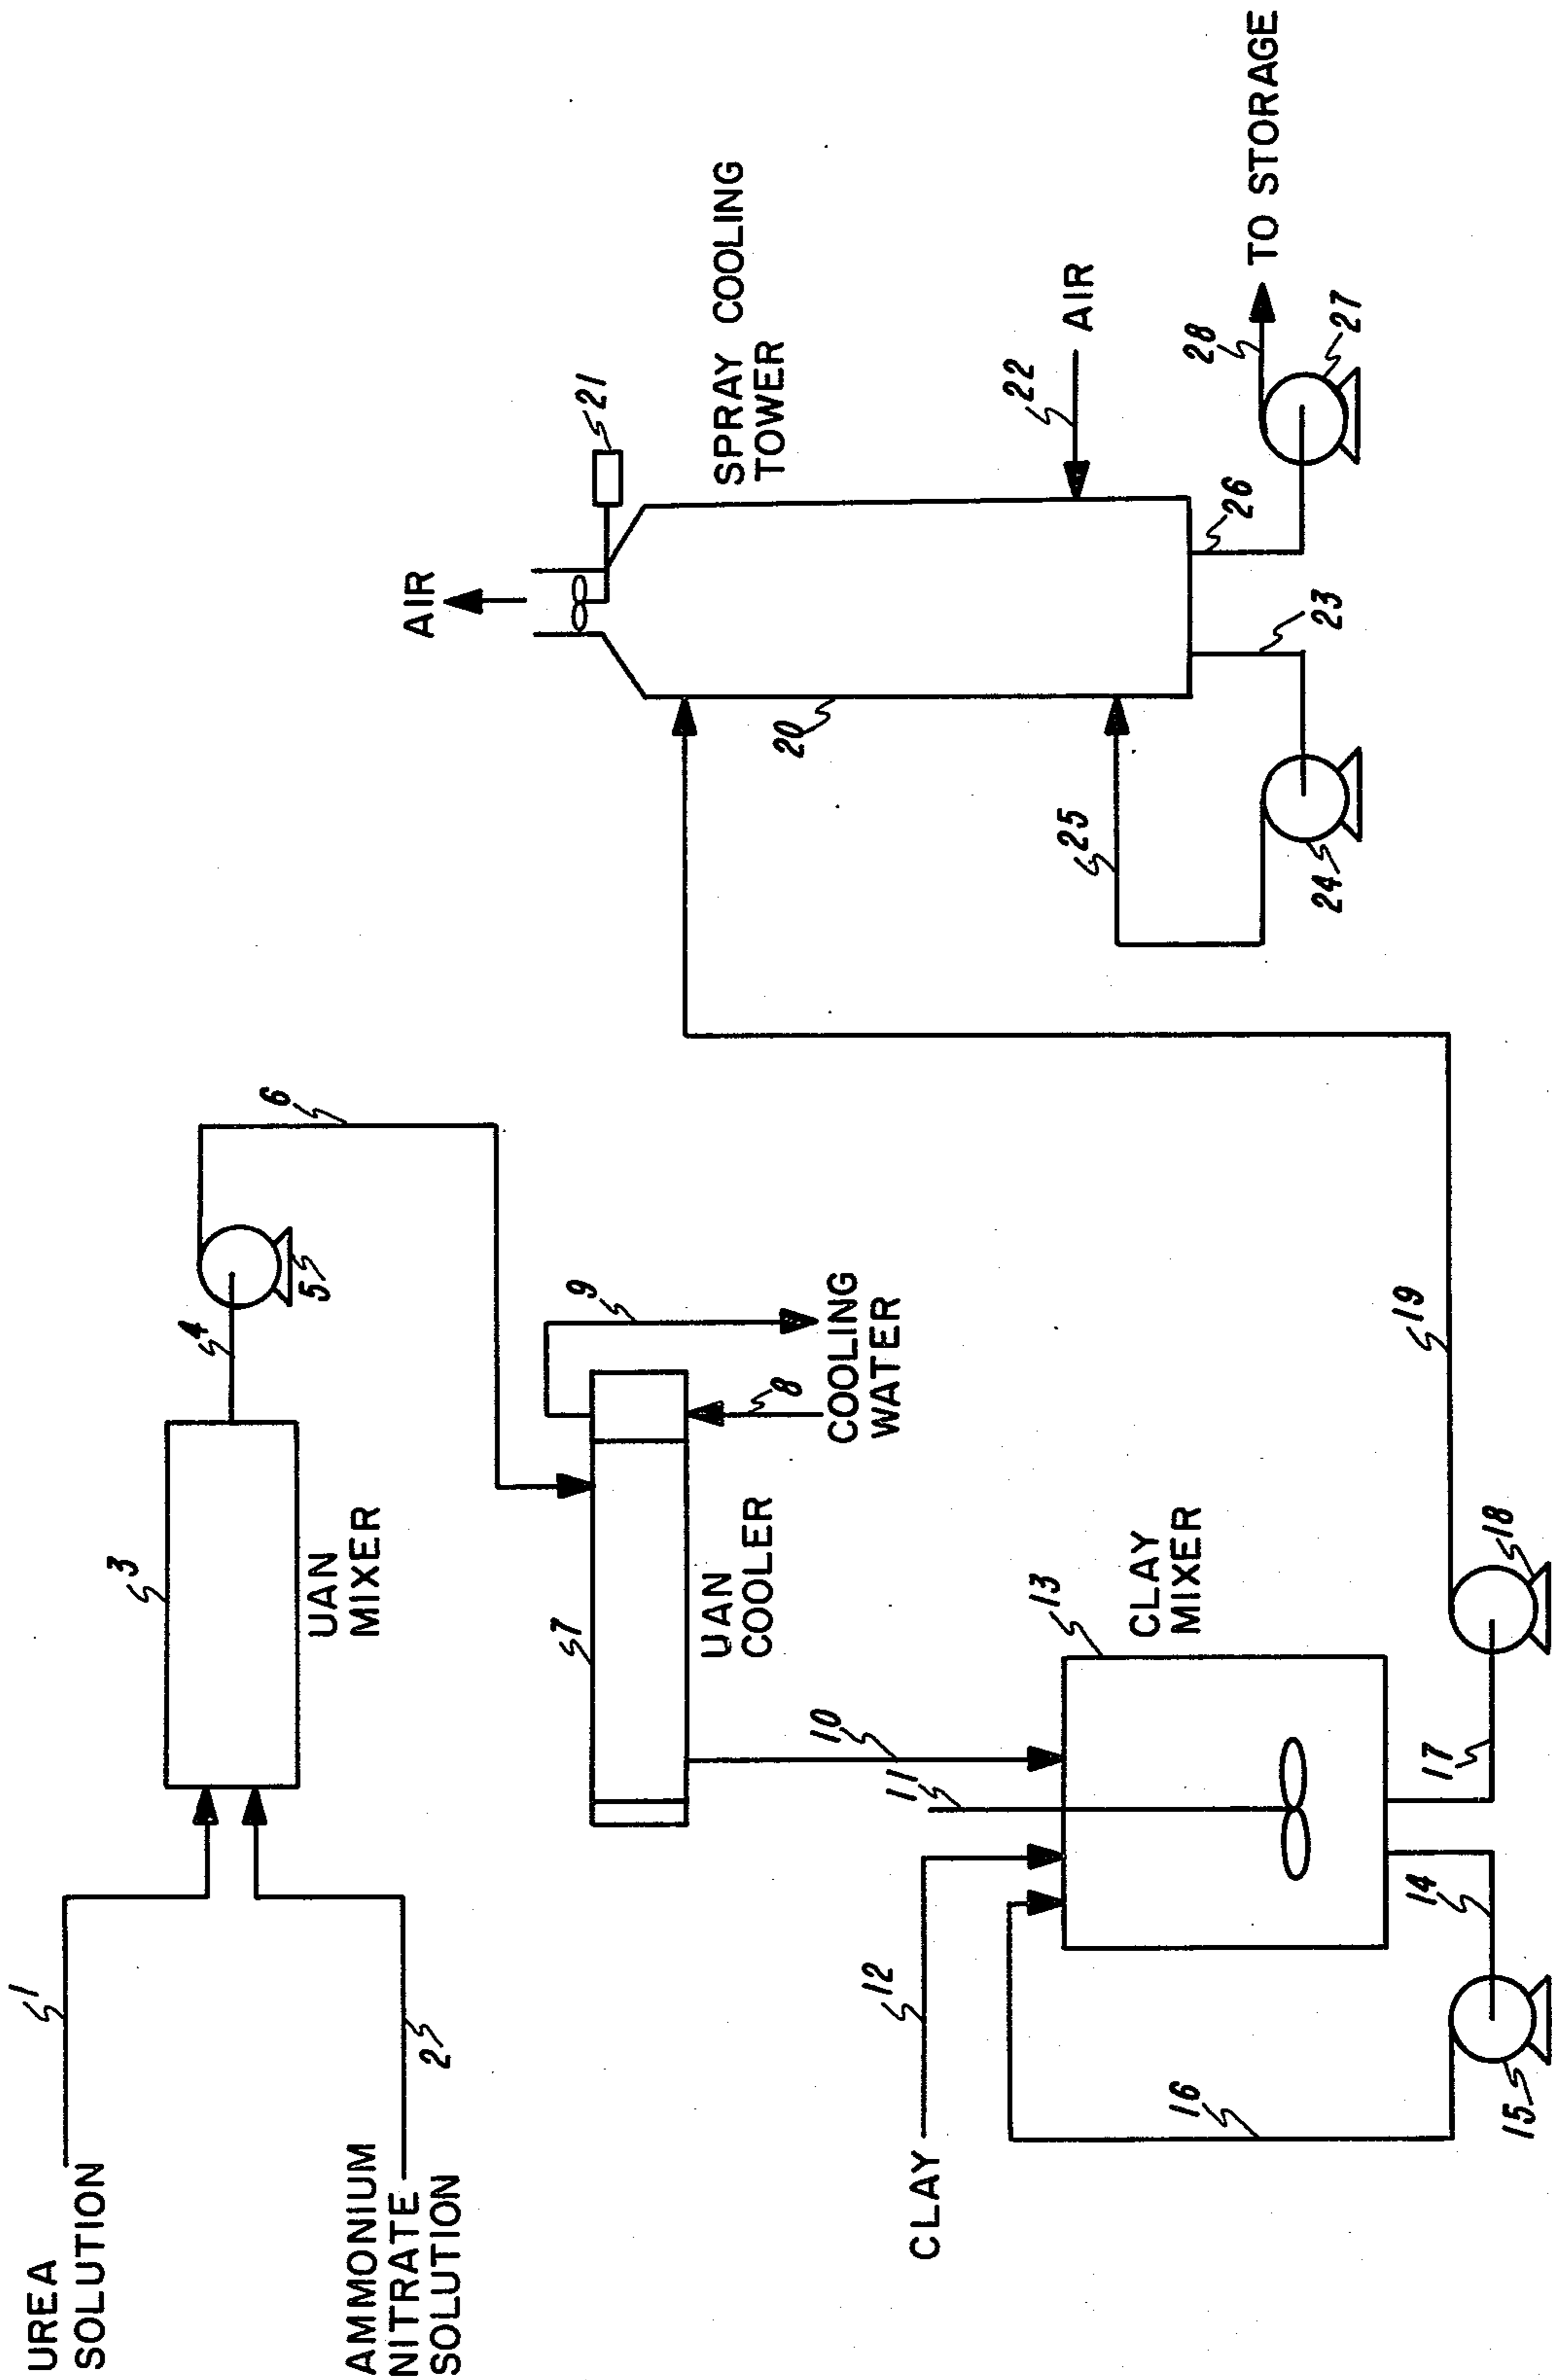 UREA
SOLUTION
1
AMMONIUM
NITRATE
SOLUTION
2
3
UAN
MIXER
4
5
6
7
UAN
COOLER
8
9
COOLING
WATER
10
11
CLAY
12
13
CLAY
MIXER
14
15
16
17
18
19
AIR
20
21
SPRAY COOLING
TOWER
22
AIR
23
24
25
26
27
28
TO STORAGE